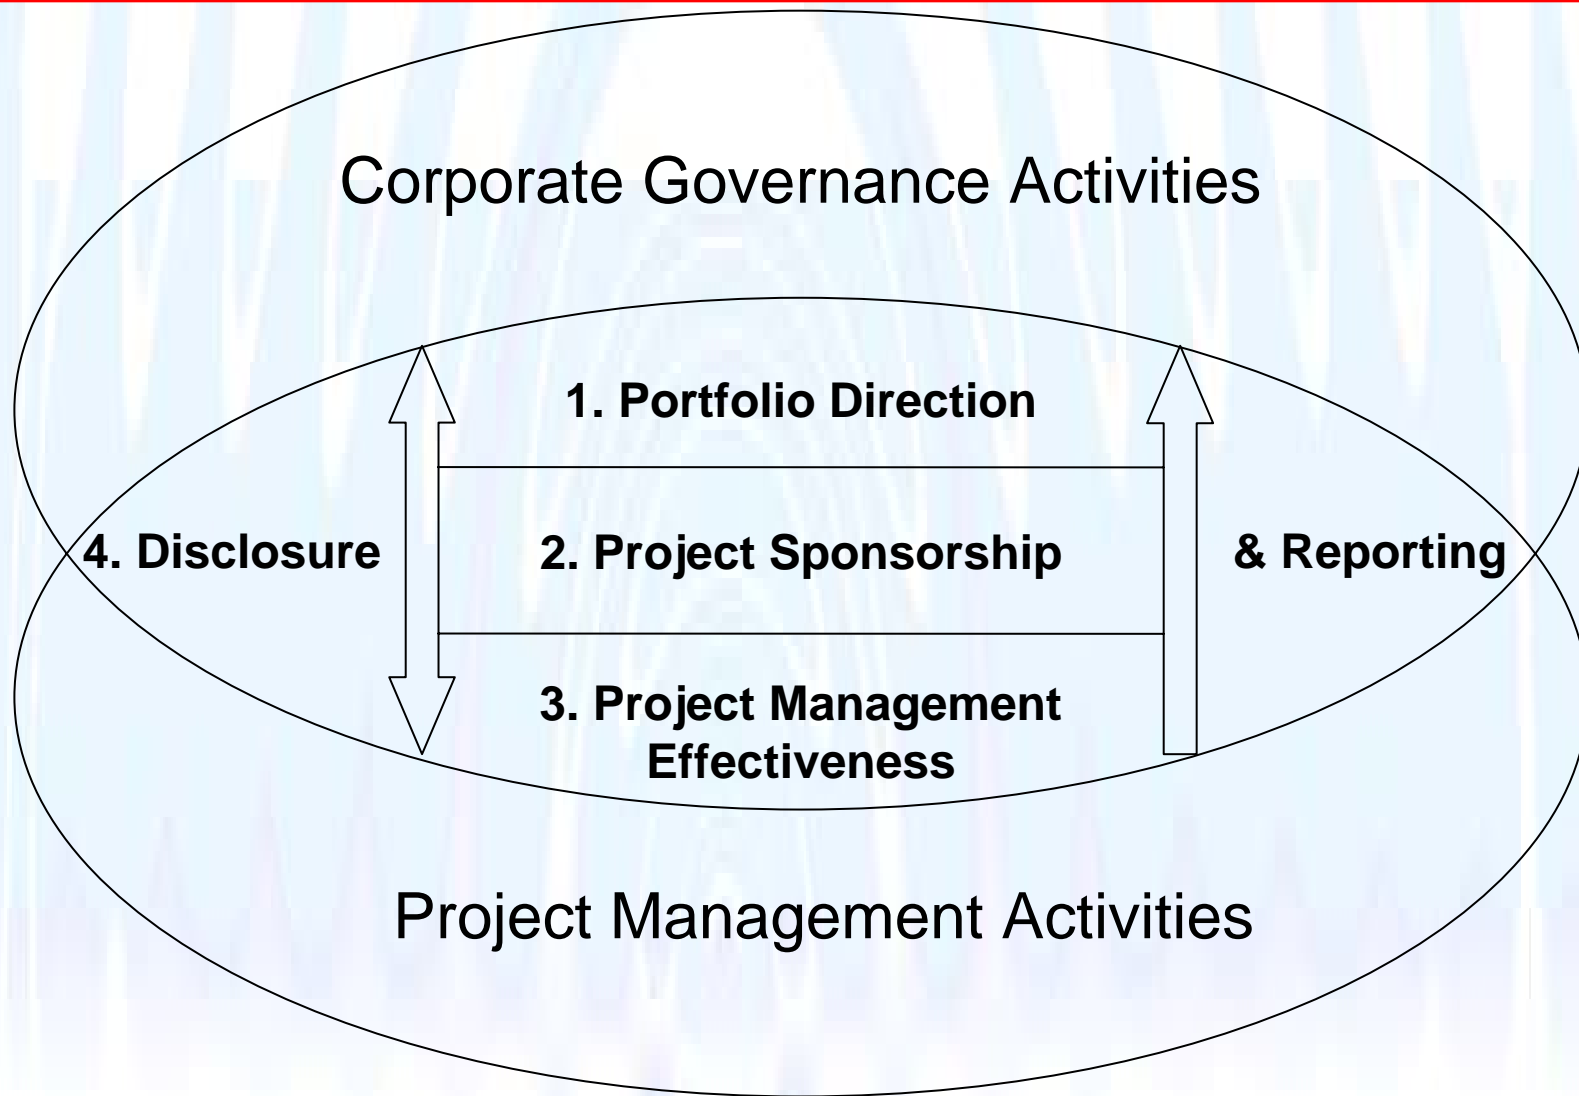 Corporate Governance Activities
1. Portfolio Direction
4. Disclosure
2. Project Sponsorship
& Reporting
3. Project Management
Effectiveness
Project Management Activities